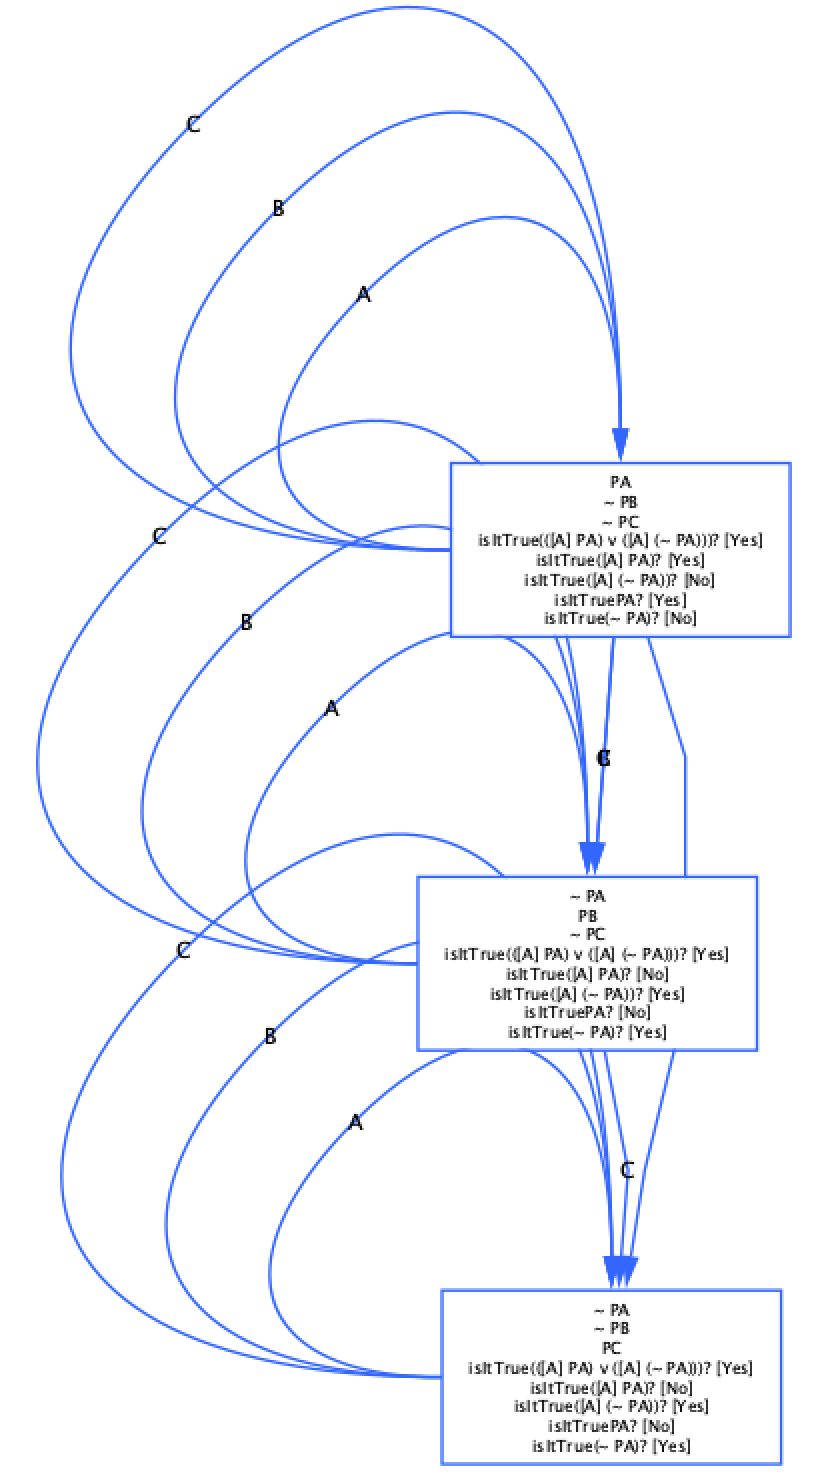 C
B
A
PA
~ PB
~ PC
isItTrue(([A] PA) v ([A] (~ PA)))? [Yes]
isItTrue([A] PA)? [Yes]
isItTrue([A] (~ PA))? [No]
isItTruePA? [Yes]
isItTrue(~ PA)? [No]
C
B
A
~ PA
PB
~ PC
isItTrue(([A] PA) v ([A] (~ PA)))? [Yes]
isItTrue([A] PA)? [No]
isItTrue([A] (~ PA))? [Yes]
isItTruePA? [No]
isItTrue(~ PA)? [Yes]
C
B
A
C
~ PA
~ PB
PC
isItTrue(([A] PA) v ([A] (~ PA)))? [Yes]
isItTrue([A] PA)? [No]
isItTrue([A] (~ PA))? [Yes]
isItTruePA? [No]
isItTrue(~ PA)? [Yes]